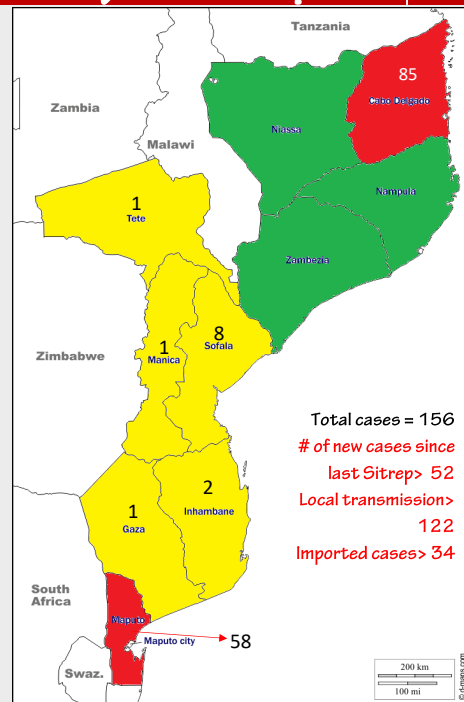 Tanzania
85
Cabo Delgado
Zambia
Niassa
Malawi
Nampula
1
Tete
Zambezia
8
Sofala
1
Manica
Zimbabwe
Total cases = 156
# of new cases since
last Sitrep> 52
Local transmission>
122
Imported cases> 34
2
Inhambane
1
Gaza
South
Africa
Maputo
Maputo city
58
Swaz.
200 km
100 mi
© d-maps.com